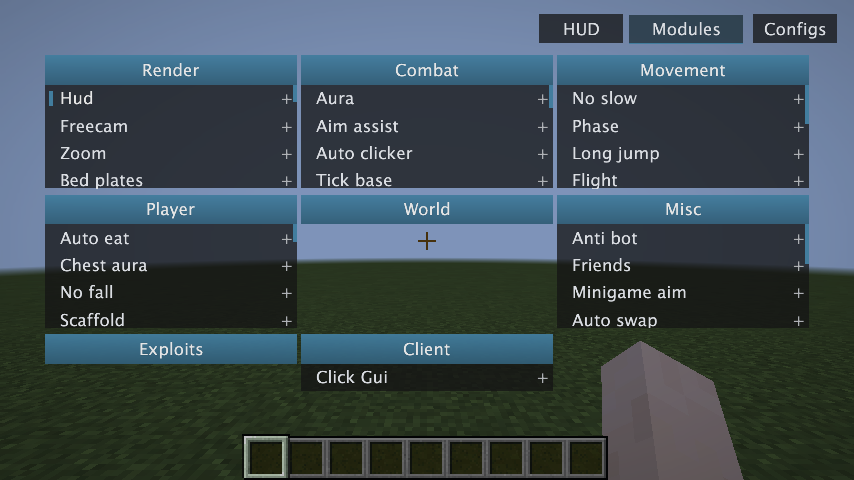 HUD Modules Configs
Render
Hud +
Freecam +
Zoom +
Bed plates +
Combat
Aura +
Aim assist +
Auto clicker +
Tick base +
Movement
No slow +
Phase +
Long jump +
Flight +
Player
Auto eat +
Chest aura +
No fall +
Scaffold +
World
Misc
Anti bot +
Friends +
Minigame aim +
Auto swap +
Exploits
Client
Click Gui +